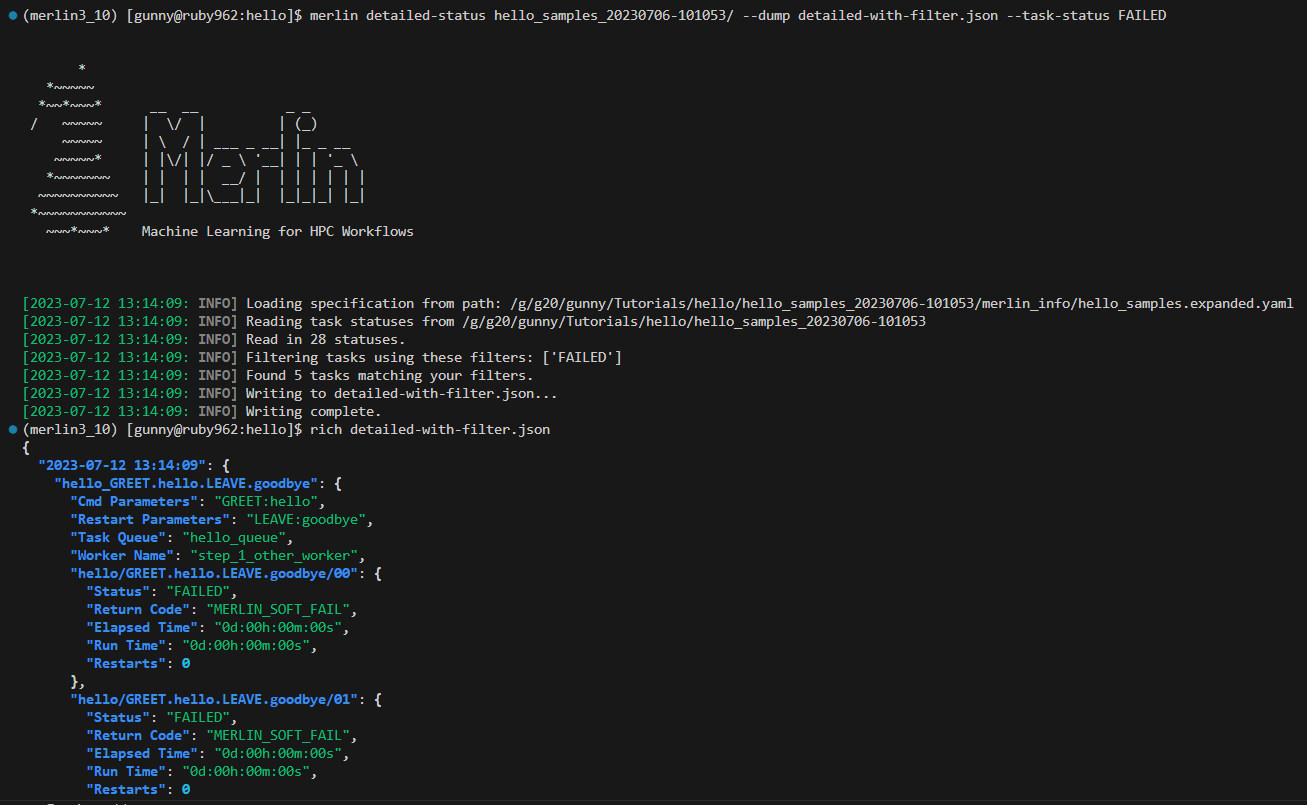 (merlin3_10) [gunny@ruby962:hello]$ merlin detailed-status hello_samples_20230706-101053/ --dump detailed-with-filter.json --task-status FAILED
Merlin
Machine Learning for HPC Workflows
[2023-07-12 13:14:09: INFO] Loading specification from path: /g/g20/gunny/Tutorials/hello/hello_samples_20230706-101053/merlin_info/hello_samples.expanded.yaml
[2023-07-12 13:14:09: INFO] Reading task statuses from /g/g20/gunny/Tutorials/hello/hello_samples_20230706-101053
[2023-07-12 13:14:09: INFO] Read in 28 statuses.
[2023-07-12 13:14:09: INFO] Filtering tasks using these filters: ['FAILED']
[2023-07-12 13:14:09: INFO] Found 5 tasks matching your filters.
[2023-07-12 13:14:09: INFO] Writing to detailed-with-filter.json...
[2023-07-12 13:14:09: INFO] Writing complete.
(merlin3_10) [gunny@ruby962:hello]$ rich detailed-with-filter.json
{
"2023-07-12 13:14:09": {
"hello_GREET.hello.LEAVE.goodbye": {
"Cmd Parameters": "GREET:hello",
"Restart Parameters": "LEAVE:goodbye",
"Task Queue": "hello_queue",
"Worker Name": "step_1_other_worker",
"hello/GREET.hello.LEAVE.goodbye/00": {
"Status": "FAILED",
"Return Code": "MERLIN_SOFT_FAIL",
"Elapsed Time": "0d:00h:00m:00s",
"Run Time": "0d:00h:00m:00s",
"Restarts": 0
},
"hello/GREET.hello.LEAVE.goodbye/01": {
"Status": "FAILED",
"Return Code": "MERLIN_SOFT_FAIL",
"Elapsed Time": "0d:00h:00m:00s",
"Run Time": "0d:00h:00m:00s",
"Restarts": 0